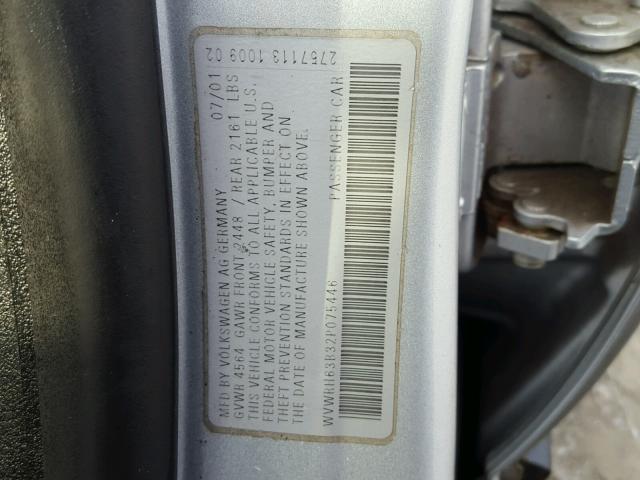 MFD BY VOLKSWAGEN AG GERMANY 07/01
GVWR 4564 GAWR FRONT 2448 / REAR 2161 LBS
THIS VEHICLE CONFORMS TO ALL APPLICABLE U.S.
FEDERAL MOTOR VEHICLE SAFETY, BUMPER AND
THEFT PREVENTION STANDARDS IN EFFECT ON
THE DATE OF MANUFACTURE SHOWN ABOVE.
WVWRH63B32P075446 PASSENGER CAR
2757113 1009 02